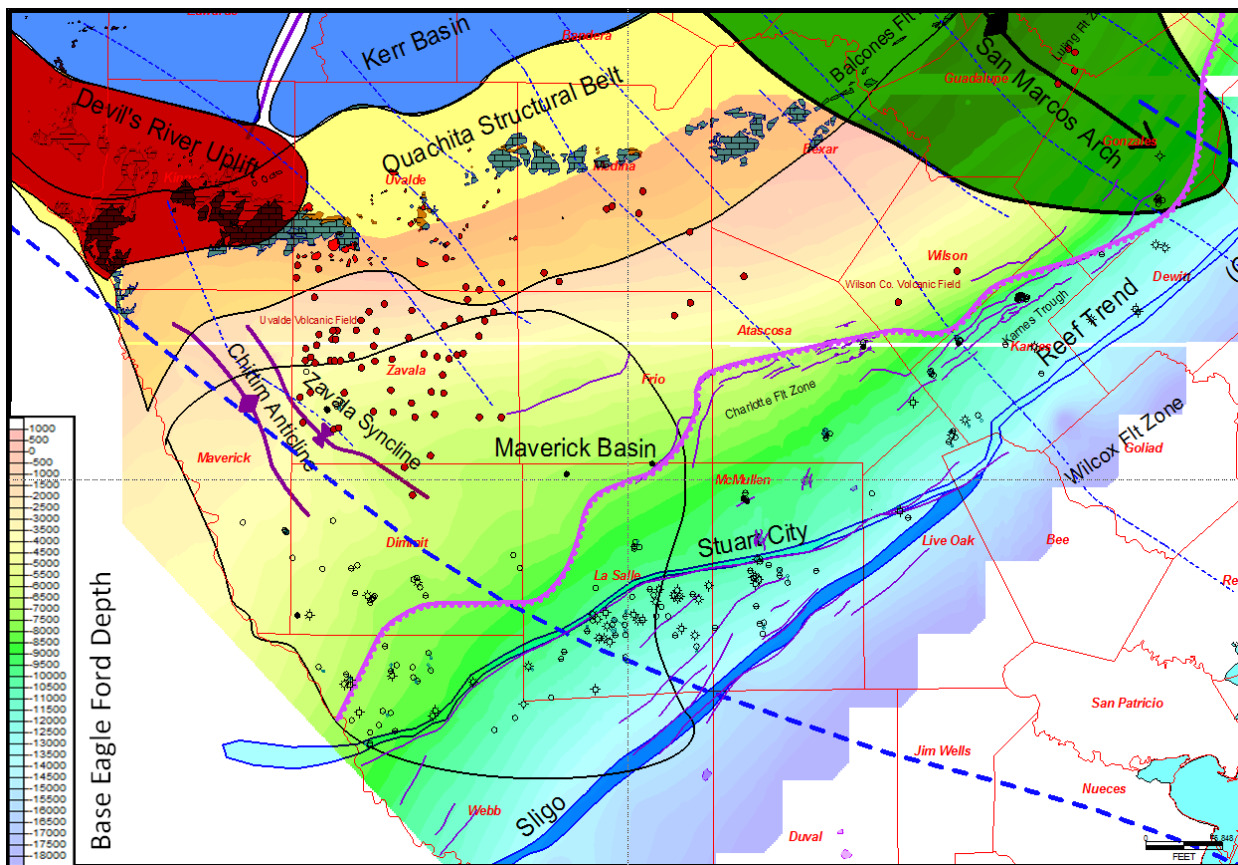 Edwards
Kerr Basin
Bandera
Balcones Flt Z
Luling Flt Z
San Marcos Arch
Guadalupe
Gonzales
Devil's River Uplift
Ouachita Structural Belt
Uvalde
Medina
Bexar
Wilson
Dewitt
Wilson Co. Volcanic Field
Uvalde Volcanic Field
Atascosa
Karnes Trough
Karnes
Reef Trend
Chittim Anticline
Zavala Syncline
Zavala
Frio
Charlotte Flt Zone
Maverick
Maverick Basin
McMullen
Wilcox Flt Zone
Goliad
Dimmit
Stuart City
Live Oak
Bee
Re
La Salle
San Patricio
Jim Wells
Nueces
Webb
Sligo
Duval
Base Eagle Ford Depth
1000
500
0
-500
-1000
-1500
-2000
-2500
-3000
-3500
-4000
-4500
-5000
-5500
-6000
-6500
-7000
-7500
-8000
-8500
-9000
-9500
-10000
-10500
-11000
-11500
-12000
-12500
-13000
-13500
-14000
-14500
-15000
-15500
-16000
-16500
-17000
-17500
-18000
0
FEET